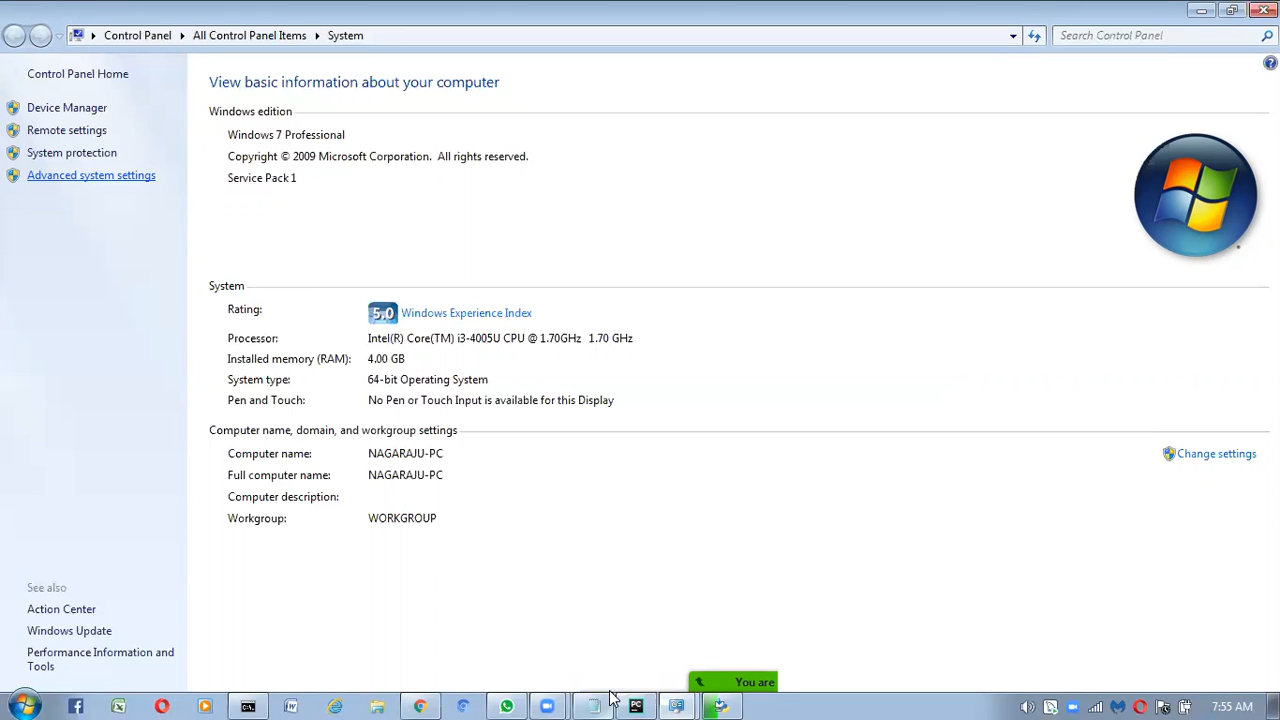 Control Panel All Control Panel Items System Search Control Panel
Control Panel Home
Device Manager
Remote settings
System protection
Advanced system settings
View basic information about your computer
Windows edition
Windows 7 Professional
Copyright © 2009 Microsoft Corporation. All rights reserved.
Service Pack 1
System
Rating: 5.0 Windows Experience Index
Processor: Intel(R) Core(TM) i3-4005U CPU @ 1.70GHz 1.70 GHz
Installed memory (RAM): 4.00 GB
System type: 64-bit Operating System
Pen and Touch: No Pen or Touch Input is available for this Display
Computer name, domain, and workgroup settings
Computer name: NAGARAJU-PC Change settings
Full computer name: NAGARAJU-PC
Computer description:
Workgroup: WORKGROUP
See also
Action Center
Windows Update
Performance Information and
Tools
You are
PC
7:55 AM